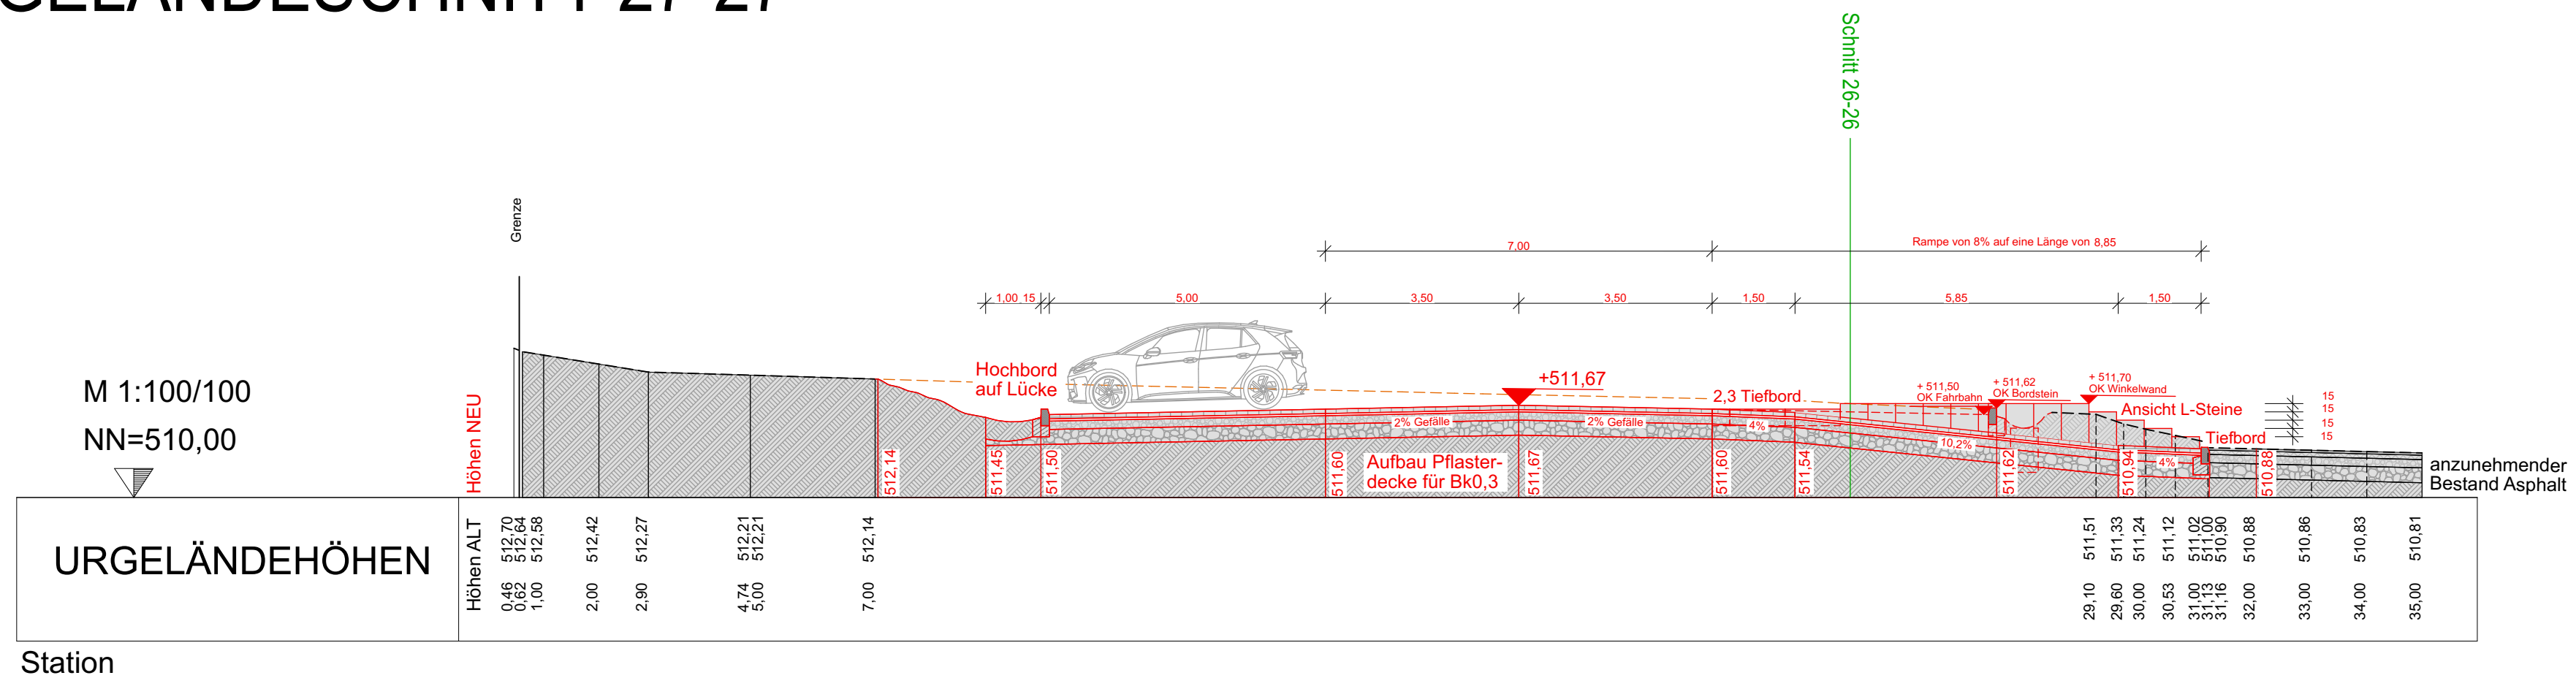 GELÄNDESCHNITT 27-27
Schnitt 26-26
Grenze
7,00
Rampe von 8% auf eine Länge von 8,85
1,00
15
5,00
3,50
3,50
1,50
5,85
1,50
M 1:100/100
NN=510,00
Höhen NEU
Hochbord
auf Lücke
+511,67
2,3 Tiefbord
+ 511,50
OK Fahrbahn
+ 511,62
OK Bordstein
+ 511,70
OK Winkelwand
Ansicht L-Steine
Tiefbord
15
15
15
15
2% Gefälle
2% Gefälle
4%
10,2%
4%
Aufbau Pflaster-
decke für Bk0,3
512,14
511,45
511,50
511,60
511,67
511,60
511,54
511,62
510,94
510,88
anzunehmender
Bestand Asphalt
URGELÄNDEHÖHEN
Höhen ALT
512,70
512,64
512,58
512,42
512,27
512,21
512,21
512,14
511,51
511,33
511,24
511,12
511,02
511,00
510,90
510,88
510,86
510,83
510,81
0,46
0,62
1,00
2,00
2,90
4,74
5,00
7,00
29,10
29,60
30,00
30,53
31,00
31,13
31,16
32,00
33,00
34,00
35,00
Station